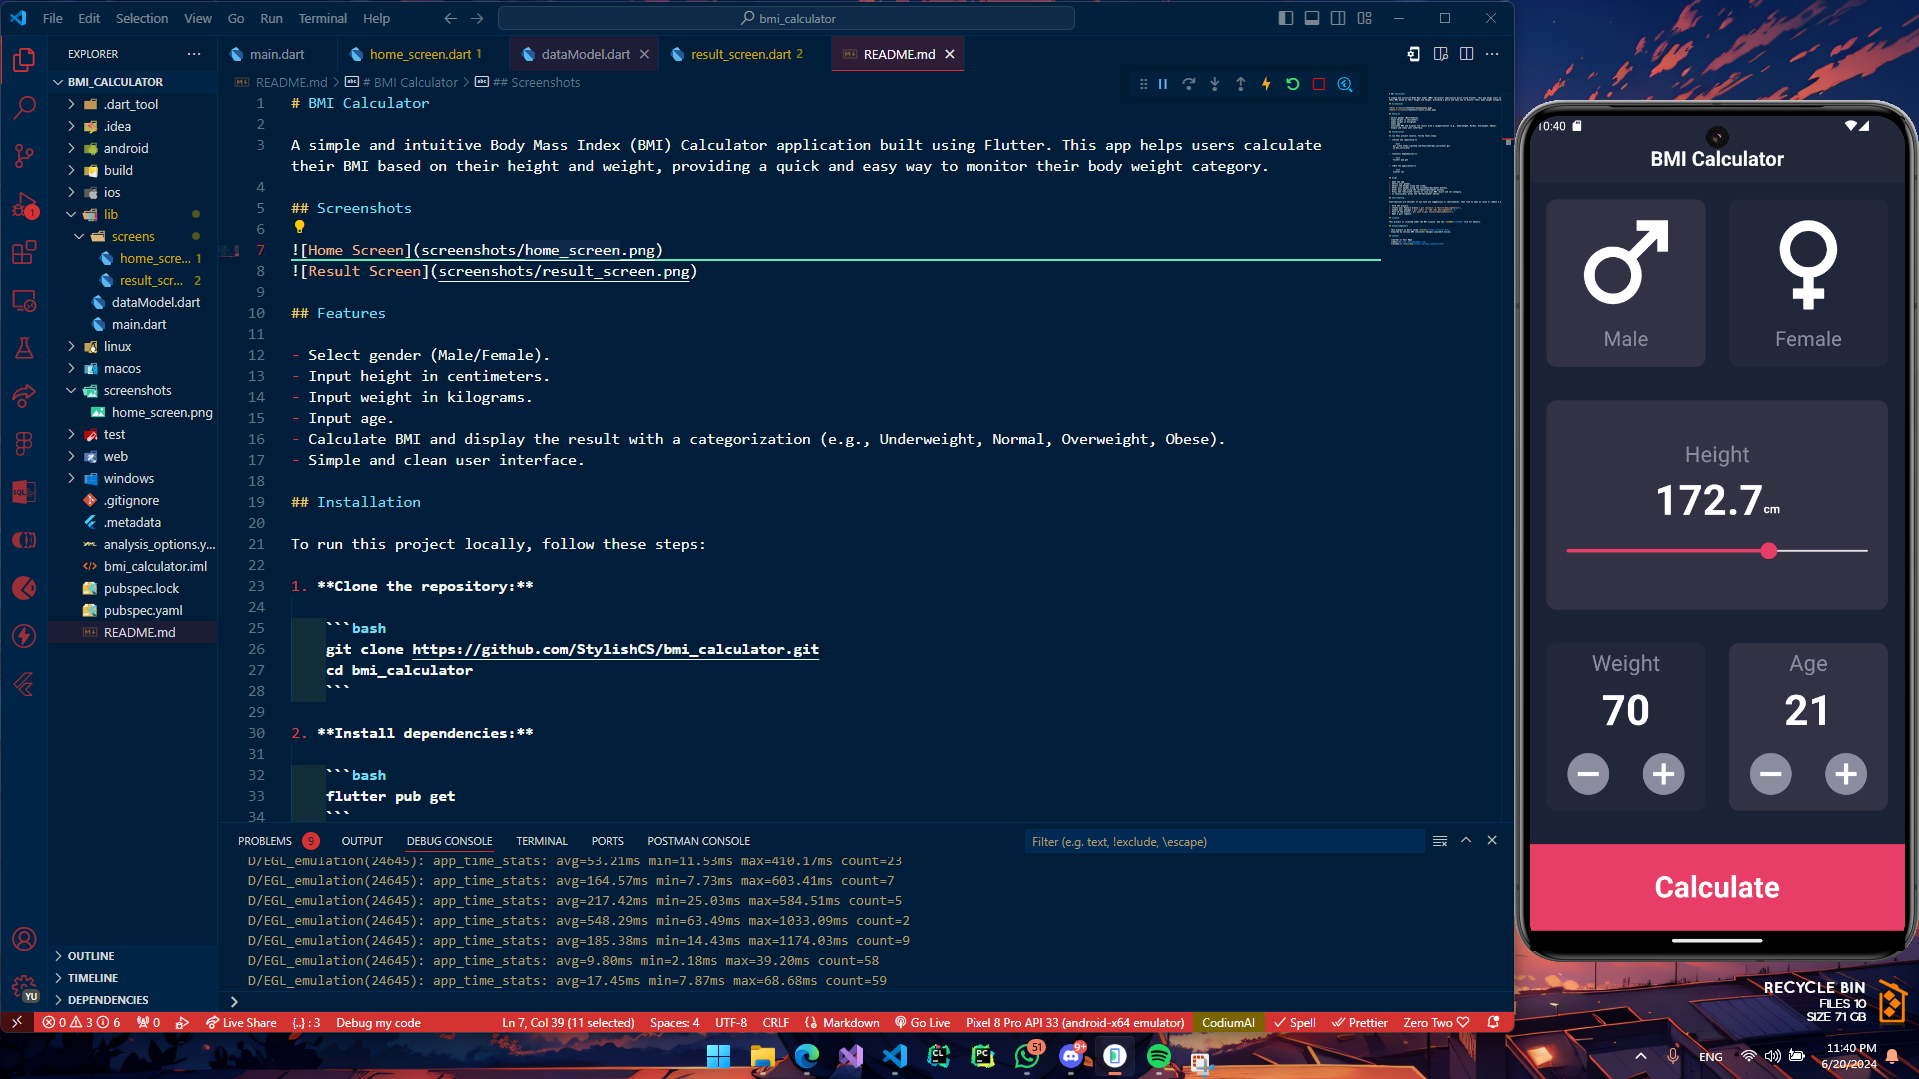 File Edit Selection View Go Run Terminal Help
bmi_calculator
EXPLORER
BMI_CALCULATOR
.dart_tool
.idea
android
build
ios
lib
screens
home_scre... 1
result_scr... 2
dataModel.dart
main.dart
linux
macos
screenshots
home_screen.png
test
web
windows
.gitignore
.metadata
analysis_options.y...
bmi_calculator.iml
pubspec.lock
pubspec.yaml
README.md
OUTLINE
TIMELINE
DEPENDENCIES
1
YU
main.dart home_screen.dart 1 dataModel.dart result_screen.dart 2 README.md
README.md > # BMI Calculator > ## Screenshots
1 # BMI Calculator
2
3 A simple and intuitive Body Mass Index (BMI) Calculator application built using Flutter. This app helps users calculate
their BMI based on their height and weight, providing a quick and easy way to monitor their body weight category.
4
5 ## Screenshots
6
7 ![Home Screen](screenshots/home_screen.png)
8 ![Result Screen](screenshots/result_screen.png)
9
10 ## Features
11
12 - Select gender (Male/Female).
13 - Input height in centimeters.
14 - Input weight in kilograms.
15 - Input age.
16 - Calculate BMI and display the result with a categorization (e.g., Underweight, Normal, Overweight, Obese).
17 - Simple and clean user interface.
18
19 ## Installation
20
21 To run this project locally, follow these steps:
22
23 1. **Clone the repository:**
24
25 ```bash
26 git clone https://github.com/StylishCS/bmi_calculator.git
27 cd bmi_calculator
28 ```
29
30 2. **Install dependencies:**
31
32 ```bash
33 flutter pub get
34 ```
PROBLEMS 9 OUTPUT DEBUG CONSOLE TERMINAL PORTS POSTMAN CONSOLE
Filter (e.g. text, !exclude, \escape)
D/EGL_emulation(24645): app_time_stats: avg=53.21ms min=11.53ms max=410.17ms count=23
D/EGL_emulation(24645): app_time_stats: avg=164.57ms min=7.73ms max=603.41ms count=7
D/EGL_emulation(24645): app_time_stats: avg=217.42ms min=25.03ms max=584.51ms count=5
D/EGL_emulation(24645): app_time_stats: avg=548.29ms min=63.49ms max=1033.09ms count=2
D/EGL_emulation(24645): app_time_stats: avg=185.38ms min=14.43ms max=1174.03ms count=9
D/EGL_emulation(24645): app_time_stats: avg=9.80ms min=2.18ms max=39.20ms count=58
D/EGL_emulation(24645): app_time_stats: avg=17.45ms min=7.87ms max=68.68ms count=59
0 3 6 0 Live Share {..} : 3 Debug my code Ln 7, Col 39 (11 selected) Spaces: 4 UTF-8 CRLF Markdown Go Live Pixel 8 Pro API 33 (android-x64 emulator) CodiumAI Spell Prettier Zero Two
10:40
BMI Calculator
Male Female
Height
172.7 cm
Weight Age
70 21
Calculate
RECYCLE BIN
FILES 10
SIZE 71 GB
51 9+
ENG
11:40 PM
6/20/2024